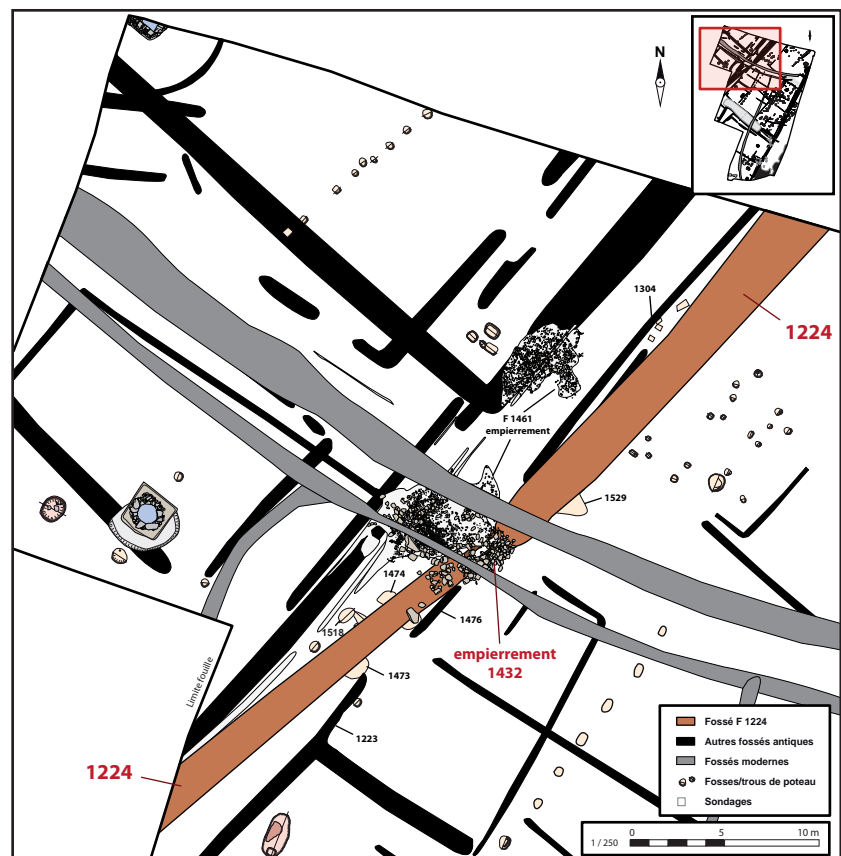 N
1304
1224
F 1461
empierrement
1529
1474
1476
1518
empierrement
1432
1473
Limite fouille
1223
1224
Fossé F 1224
Autres fossés antiques
Fossés modernes
Fosses/trous de poteau
Sondages
0 5 10 m
1 / 250